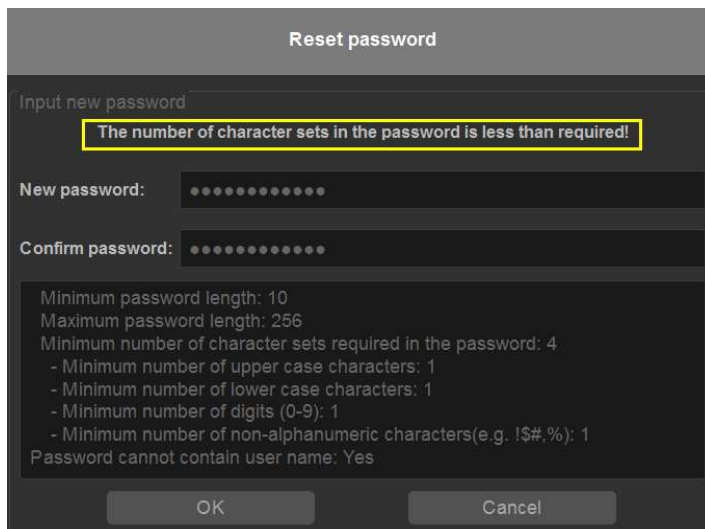 Reset password
Input new password
The number of character sets in the password is less than required!
New password: ●●●●●●●●●●●●
Confirm password: ●●●●●●●●●●●●
Minimum password length: 10
Maximum password length: 256
Minimum number of character sets required in the password: 4
- Minimum number of upper case characters: 1
- Minimum number of lower case characters: 1
- Minimum number of digits (0-9): 1
- Minimum number of non-alphanumeric characters(e.g. !$#,%): 1
Password cannot contain user name: Yes
OK Cancel